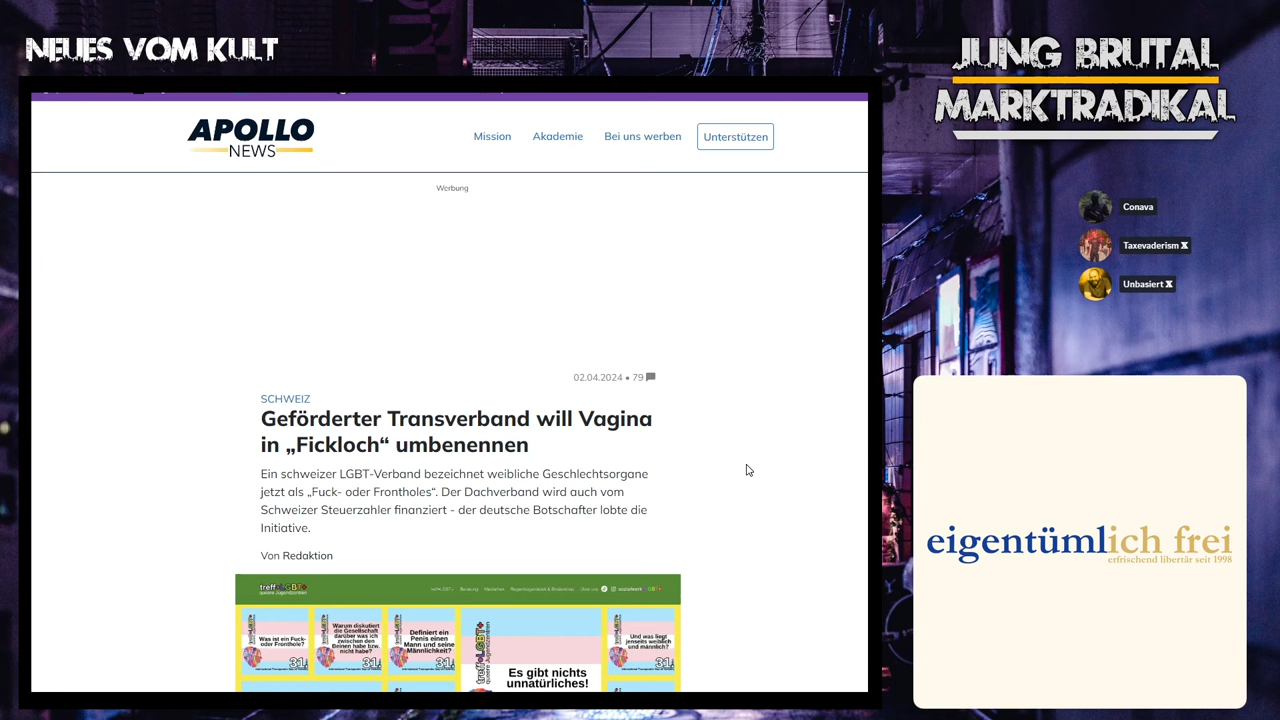 NEUES VOM KULT
JUNG BRUTAL
MARKTRADIKAL
APOLLO
NEWS
Mission
Akademie
Bei uns werben
Unterstützen
Werbung
Conava
Taxevaderism X
Unbasiert X
02.04.2024 • 79
SCHWEIZ
Geförderter Transverband will Vagina
in „Fickloch“ umbenennen
Ein schweizer LGBT-Verband bezeichnet weibliche Geschlechtsorgane
jetzt als „Fuck- oder Frontholes“. Der Dachverband wird auch vom
Schweizer Steuerzahler finanziert - der deutsche Botschafter lobte die
Initiative.
Von Redaktion
eigentümlich frei
erfrischend libertär seit 1998
treff•LGBT+
queere Jugendzentren
Beratung
Was ist ein Fuck-
oder Fronthole?
Warum diskutiert
die Gesellschaft
darüber was ich
zwischen den
Beinen habe bzw.
nicht habe?
Definiert ein
Penis einen
Mann und seine
Männlichkeit?
treff•LGBT+
Es gibt nichts
unnatürliches!
Und was liegt
jenseits weiblich
und männlich?